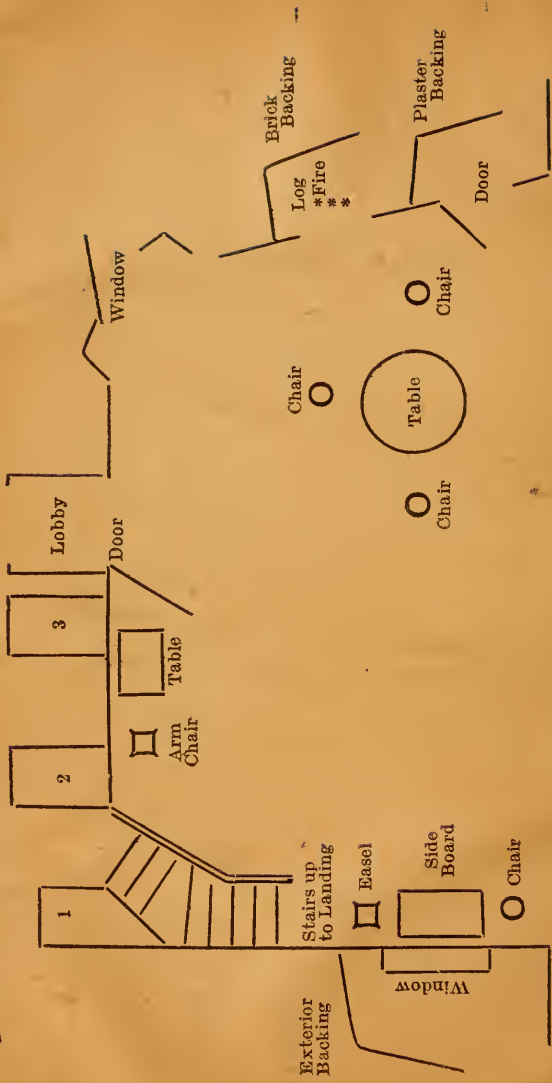 Lobby
1
2
3
Door
Window
Table
Arm
Chair
Brick
Backing
Log
*Fire
*
*
Chair
Stairs up
to Landing
Easel
Exterior
Backing
Side
Board
Window
Chair
Chair
Table
Chair
Plaster
Backing
Door